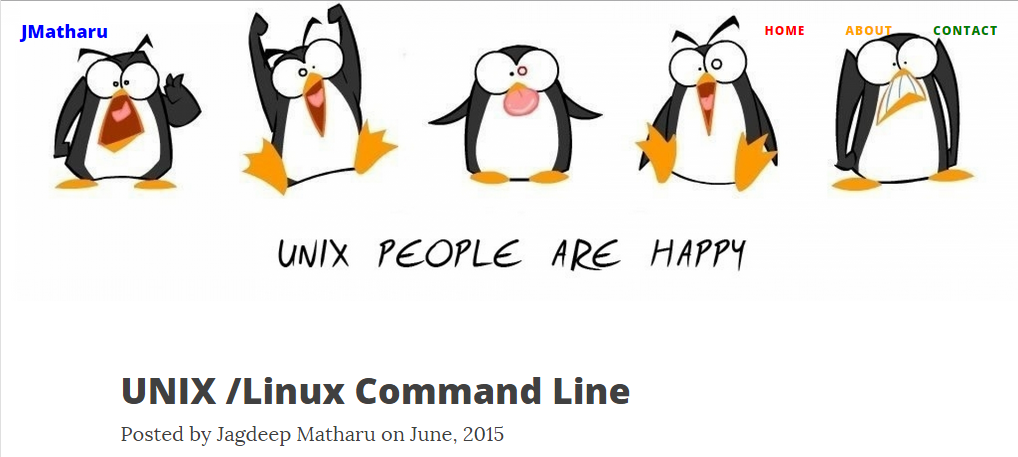 JMatharu
HOME ABOUT CONTACT
UNIX PEOPLE ARE HAPPY
UNIX /Linux Command Line
Posted by Jagdeep Matharu on June, 2015